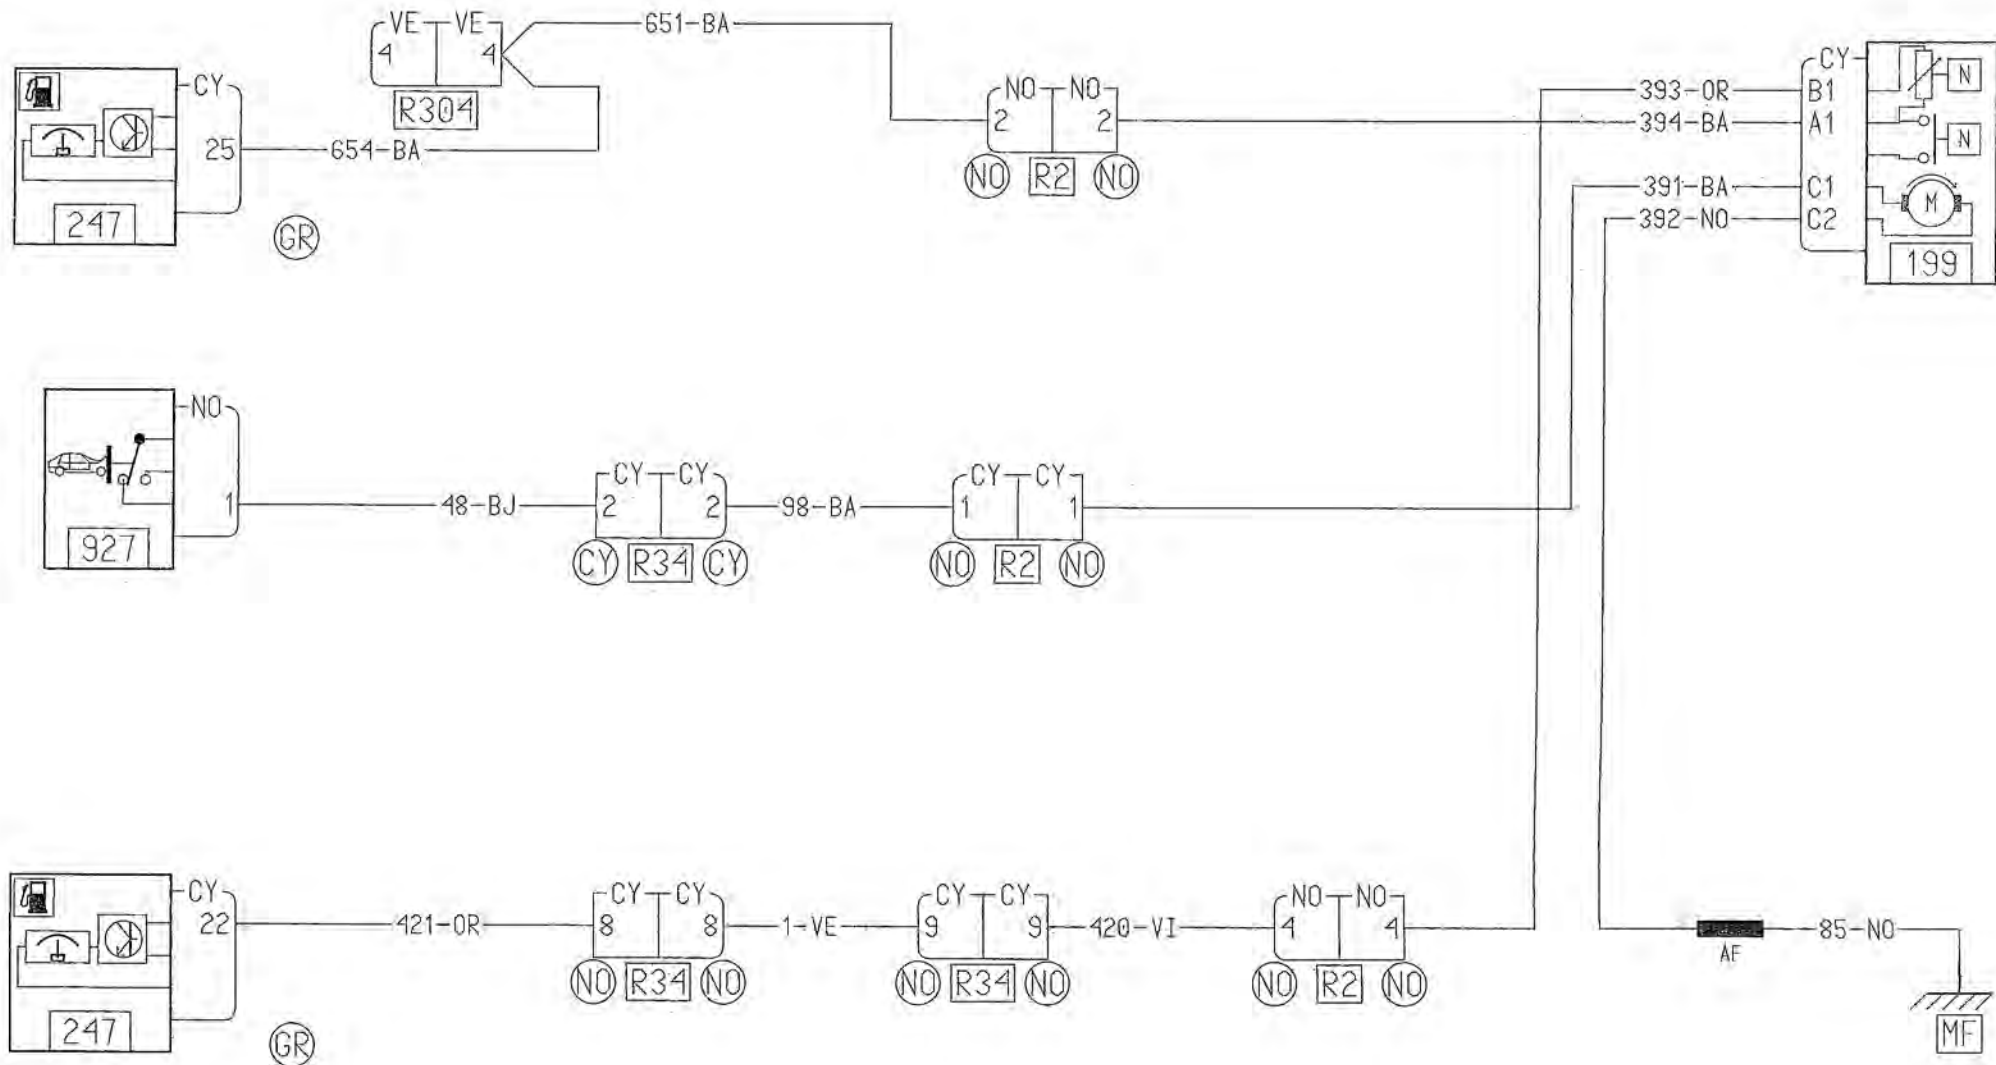 VE VE
4 4
R304
651-BA
CY
25
654-BA
247
GR
NO NO
2 2
NO R2 NO
393-OR
394-BA
391-BA
392-NO
CY
B1
A1
C1
C2
N
N
M
199
NO
1
927
48-BJ
CY CY
2 2
CY R34 CY
98-BA
CY CY
1 1
NO R2 NO
CY
22
247
GR
421-OR
CY CY
8 8
NO R34 NO
1-VE
CY CY
9 9
NO R34 NO
420-VI
NO NO
4 4
NO R2 NO
AF
85-NO
MF